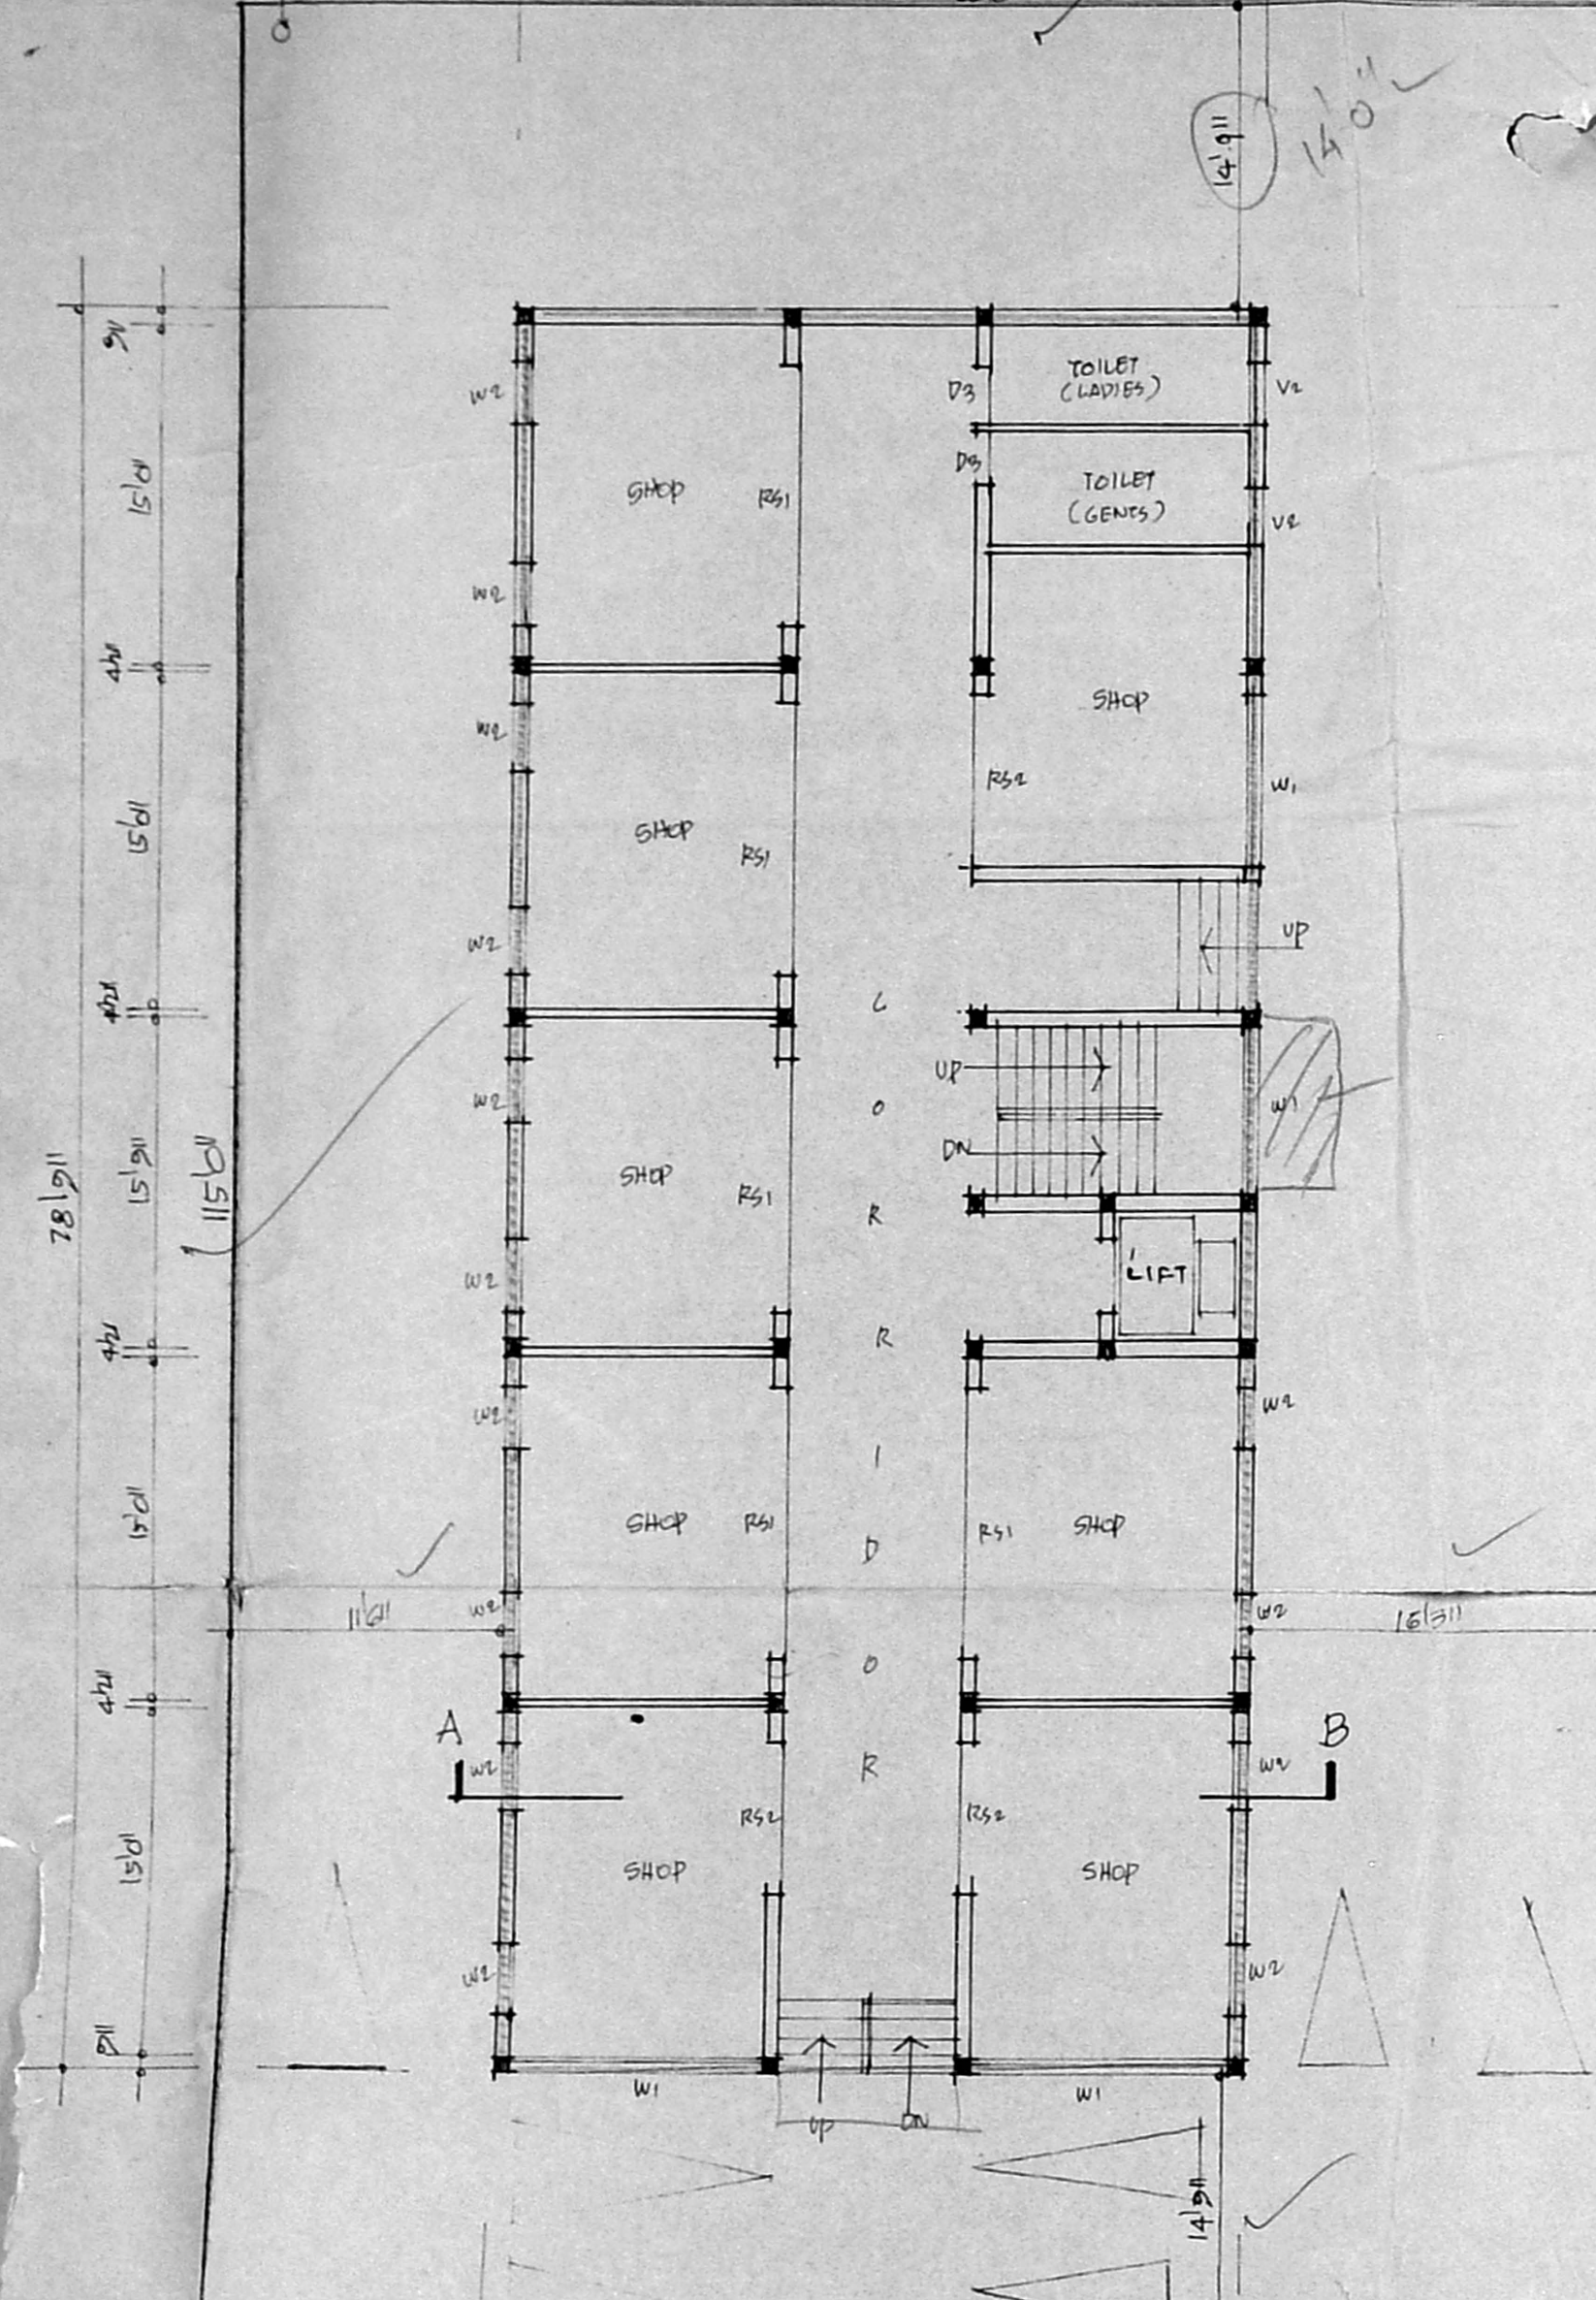 14'9"
14'0"
9"
TOILET
(LADIES)
D3
V2
W2
15'0"
D3
TOILET
(GENTS)
V2
SHOP
RS1
W2
4½"
SHOP
W2
RS2
W1
15'0"
SHOP
RS1
W2
UP
4½"
C
UP
W2
O
W1
DN
78'9"
15'9"
115'0"
SHOP
RS1
R
W2
LIFT
4½"
R
W2
W2
I
15'0"
SHOP
RS1
RS1
SHOP
D
11'6"
W2
W2
16'3"
O
4½"
A
B
W2
R
W2
RS2
RS2
15'0"
SHOP
SHOP
W2
W2
9"
W1
W1
UP
DN
14'9"